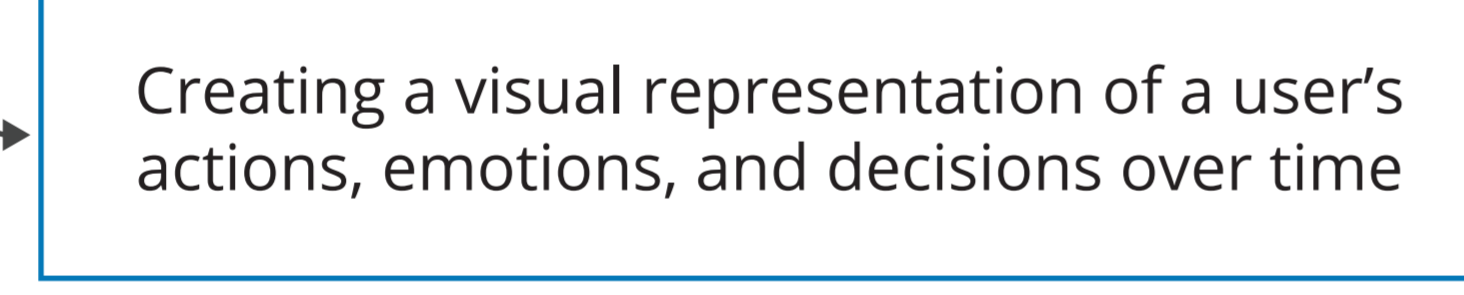 Creating a visual representation of a user’s
actions, emotions, and decisions over time